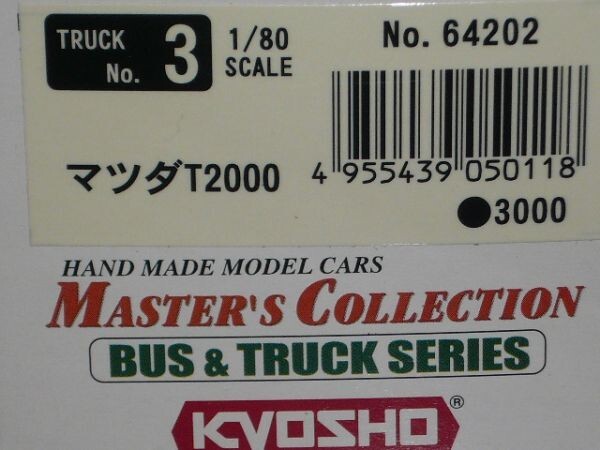 TRUCK No. 3
1/80 SCALE
No. 64202
マツダT2000
4 955439 050118
●3000
HAND MADE MODEL CARS
MASTER'S COLLECTION
BUS & TRUCK SERIES
KYOSHO ®